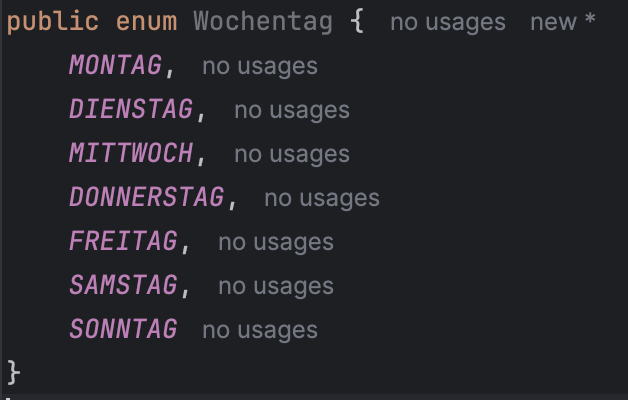 public enum Wochentag { no usages new *
MONTAG, no usages
DIENSTAG, no usages
MITTWOCH, no usages
DONNERSTAG, no usages
FREITAG, no usages
SAMSTAG, no usages
SONNTAG no usages
}